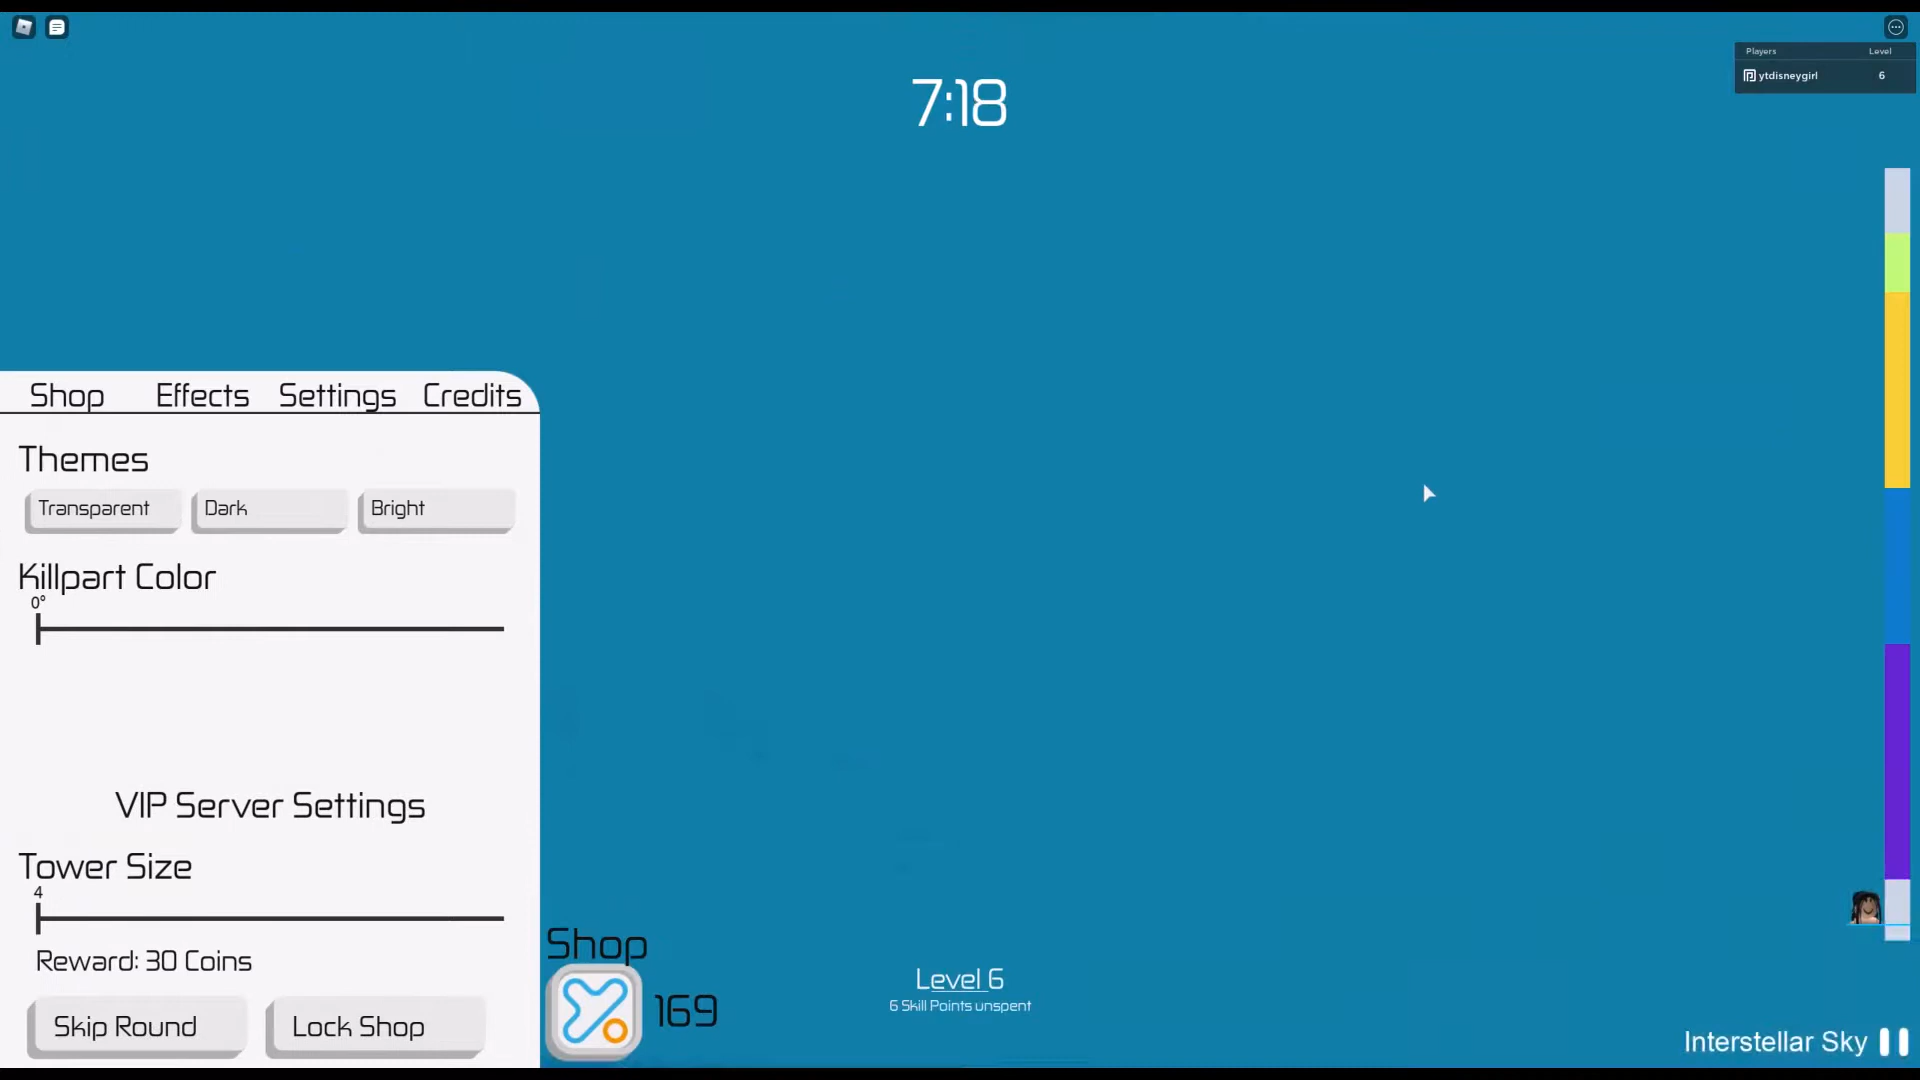 Players Level
ytdisneygirl 6
7:18
Shop Effects Settings Credits
Themes
Transparent Dark Bright
Killpart Color
0°
VIP Server Settings
Tower Size
4
Reward: 30 Coins
Skip Round Lock Shop
Shop
169
Level 6
6 Skill Points unspent
Interstellar Sky